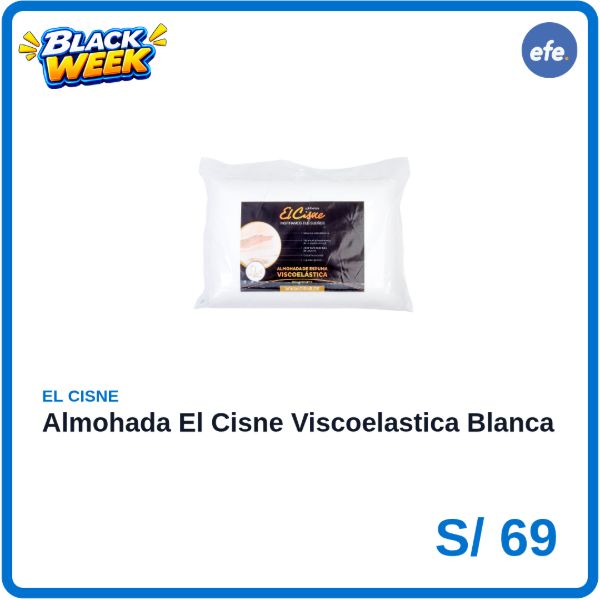 BLACK
WEEK
efe.
El Cisne
ALMOHADA DE ESPUMA
VISCOELÁSTICA
EL CISNE
Almohada El Cisne Viscoelastica Blanca
S/ 69